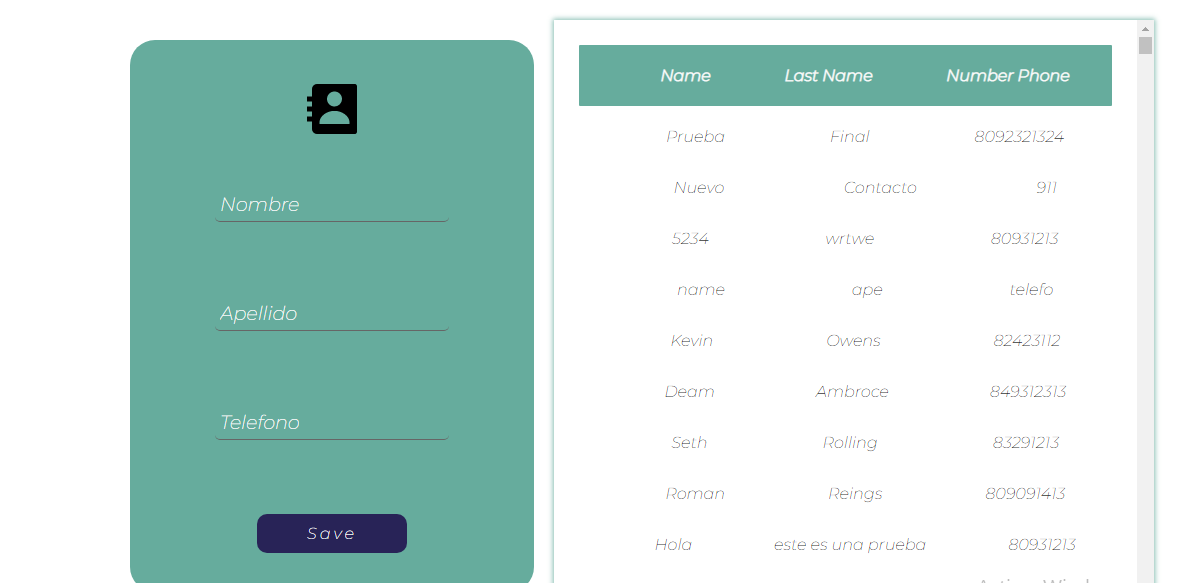 Nombre
Apellido
Telefono
Save
Name Last Name Number Phone
Prueba Final 8092321324
Nuevo Contacto 911
5234 wrtwe 80931213
name ape telefo
Kevin Owens 82423112
Deam Ambroce 849312313
Seth Rolling 83291213
Roman Reings 809091413
Hola este es una prueba 80931213